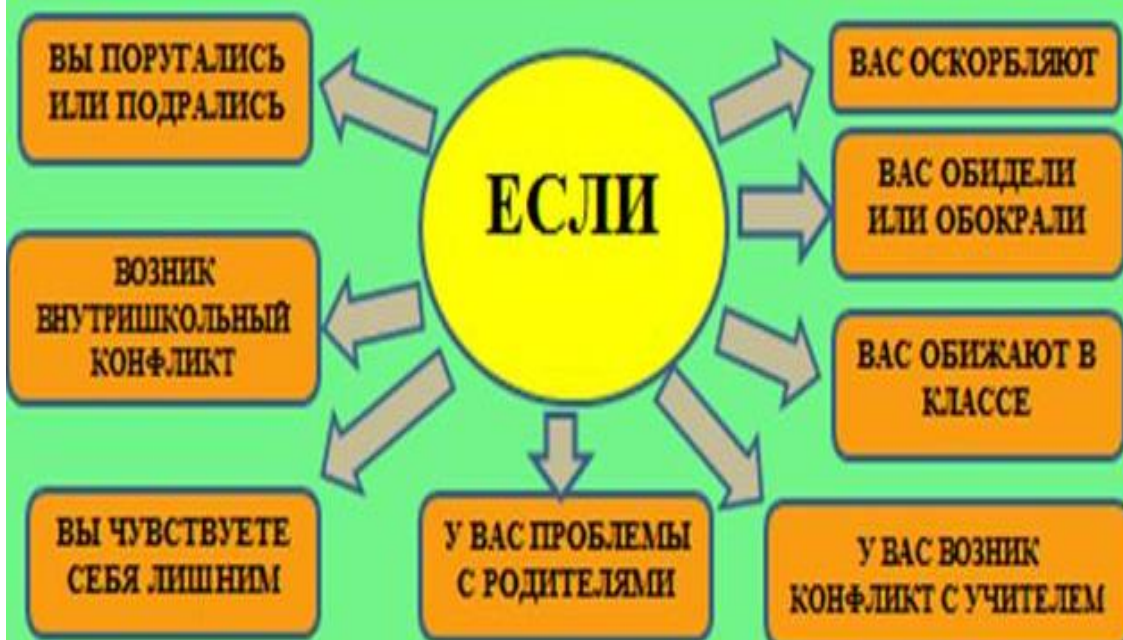 ЕСЛИ
ВЫ ПОРУГАЛИСЬ
ИЛИ ПОДРАЛИСЬ
ВОЗНИК
ВНУТРИШКОЛЬНЫЙ
КОНФЛИКТ
ВЫ ЧУВСТВУЕТЕ
СЕБЯ ЛИШНИМ
У ВАС ПРОБЛЕМЫ
С РОДИТЕЛЯМИ
ВАС ОСКОРБЛЯЮТ
ВАС ОБИДЕЛИ
ИЛИ ОБОКРАЛИ
ВАС ОБИЖАЮТ В
КЛАССЕ
У ВАС ВОЗНИК
КОНФЛИКТ С УЧИТЕЛЕМ